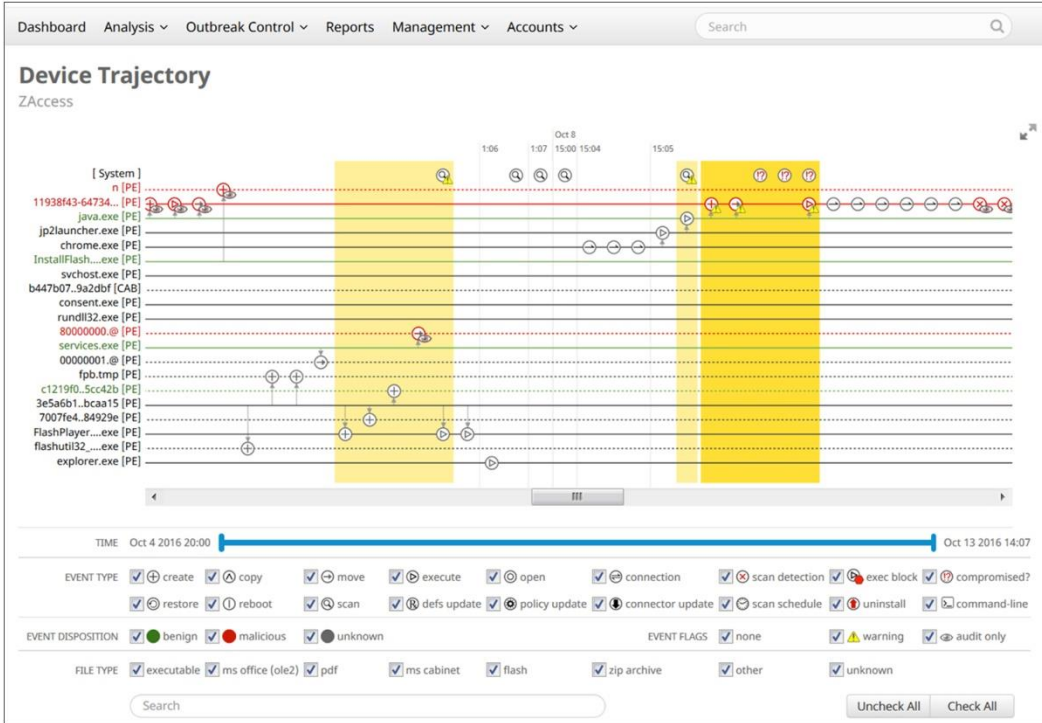 Dashboard Analysis Outbreak Control Reports Management Accounts Search
Device Trajectory
ZAccess
Oct 8
1:06 1:07 15:00 15:04 15:05
[ System ]
n [PE]
11938f43-64734... [PE]
java.exe [PE]
jp2launcher.exe [PE]
chrome.exe [PE]
InstallFlash....exe [PE]
svchost.exe [PE]
b447b07..9a2dbf [CAB]
consent.exe [PE]
rundll32.exe [PE]
80000000.@ [PE]
services.exe [PE]
00000001.@ [PE]
fpb.tmp [PE]
c1219f0..5cc42b [PE]
3e5a6b1..bcaa15 [PE]
7007fe4..84929e [PE]
FlashPlayer....exe [PE]
flashutil32_....exe [PE]
explorer.exe [PE]
TIME Oct 4 2016 20:00 Oct 13 2016 14:07
EVENT TYPE create copy move execute open connection scan detection exec block compromised?
restore reboot scan defs update policy update connector update scan schedule uninstall command-line
EVENT DISPOSITION benign malicious unknown EVENT FLAGS none warning audit only
FILE TYPE executable ms office (ole2) pdf ms cabinet flash zip archive other unknown
Search Uncheck All Check All